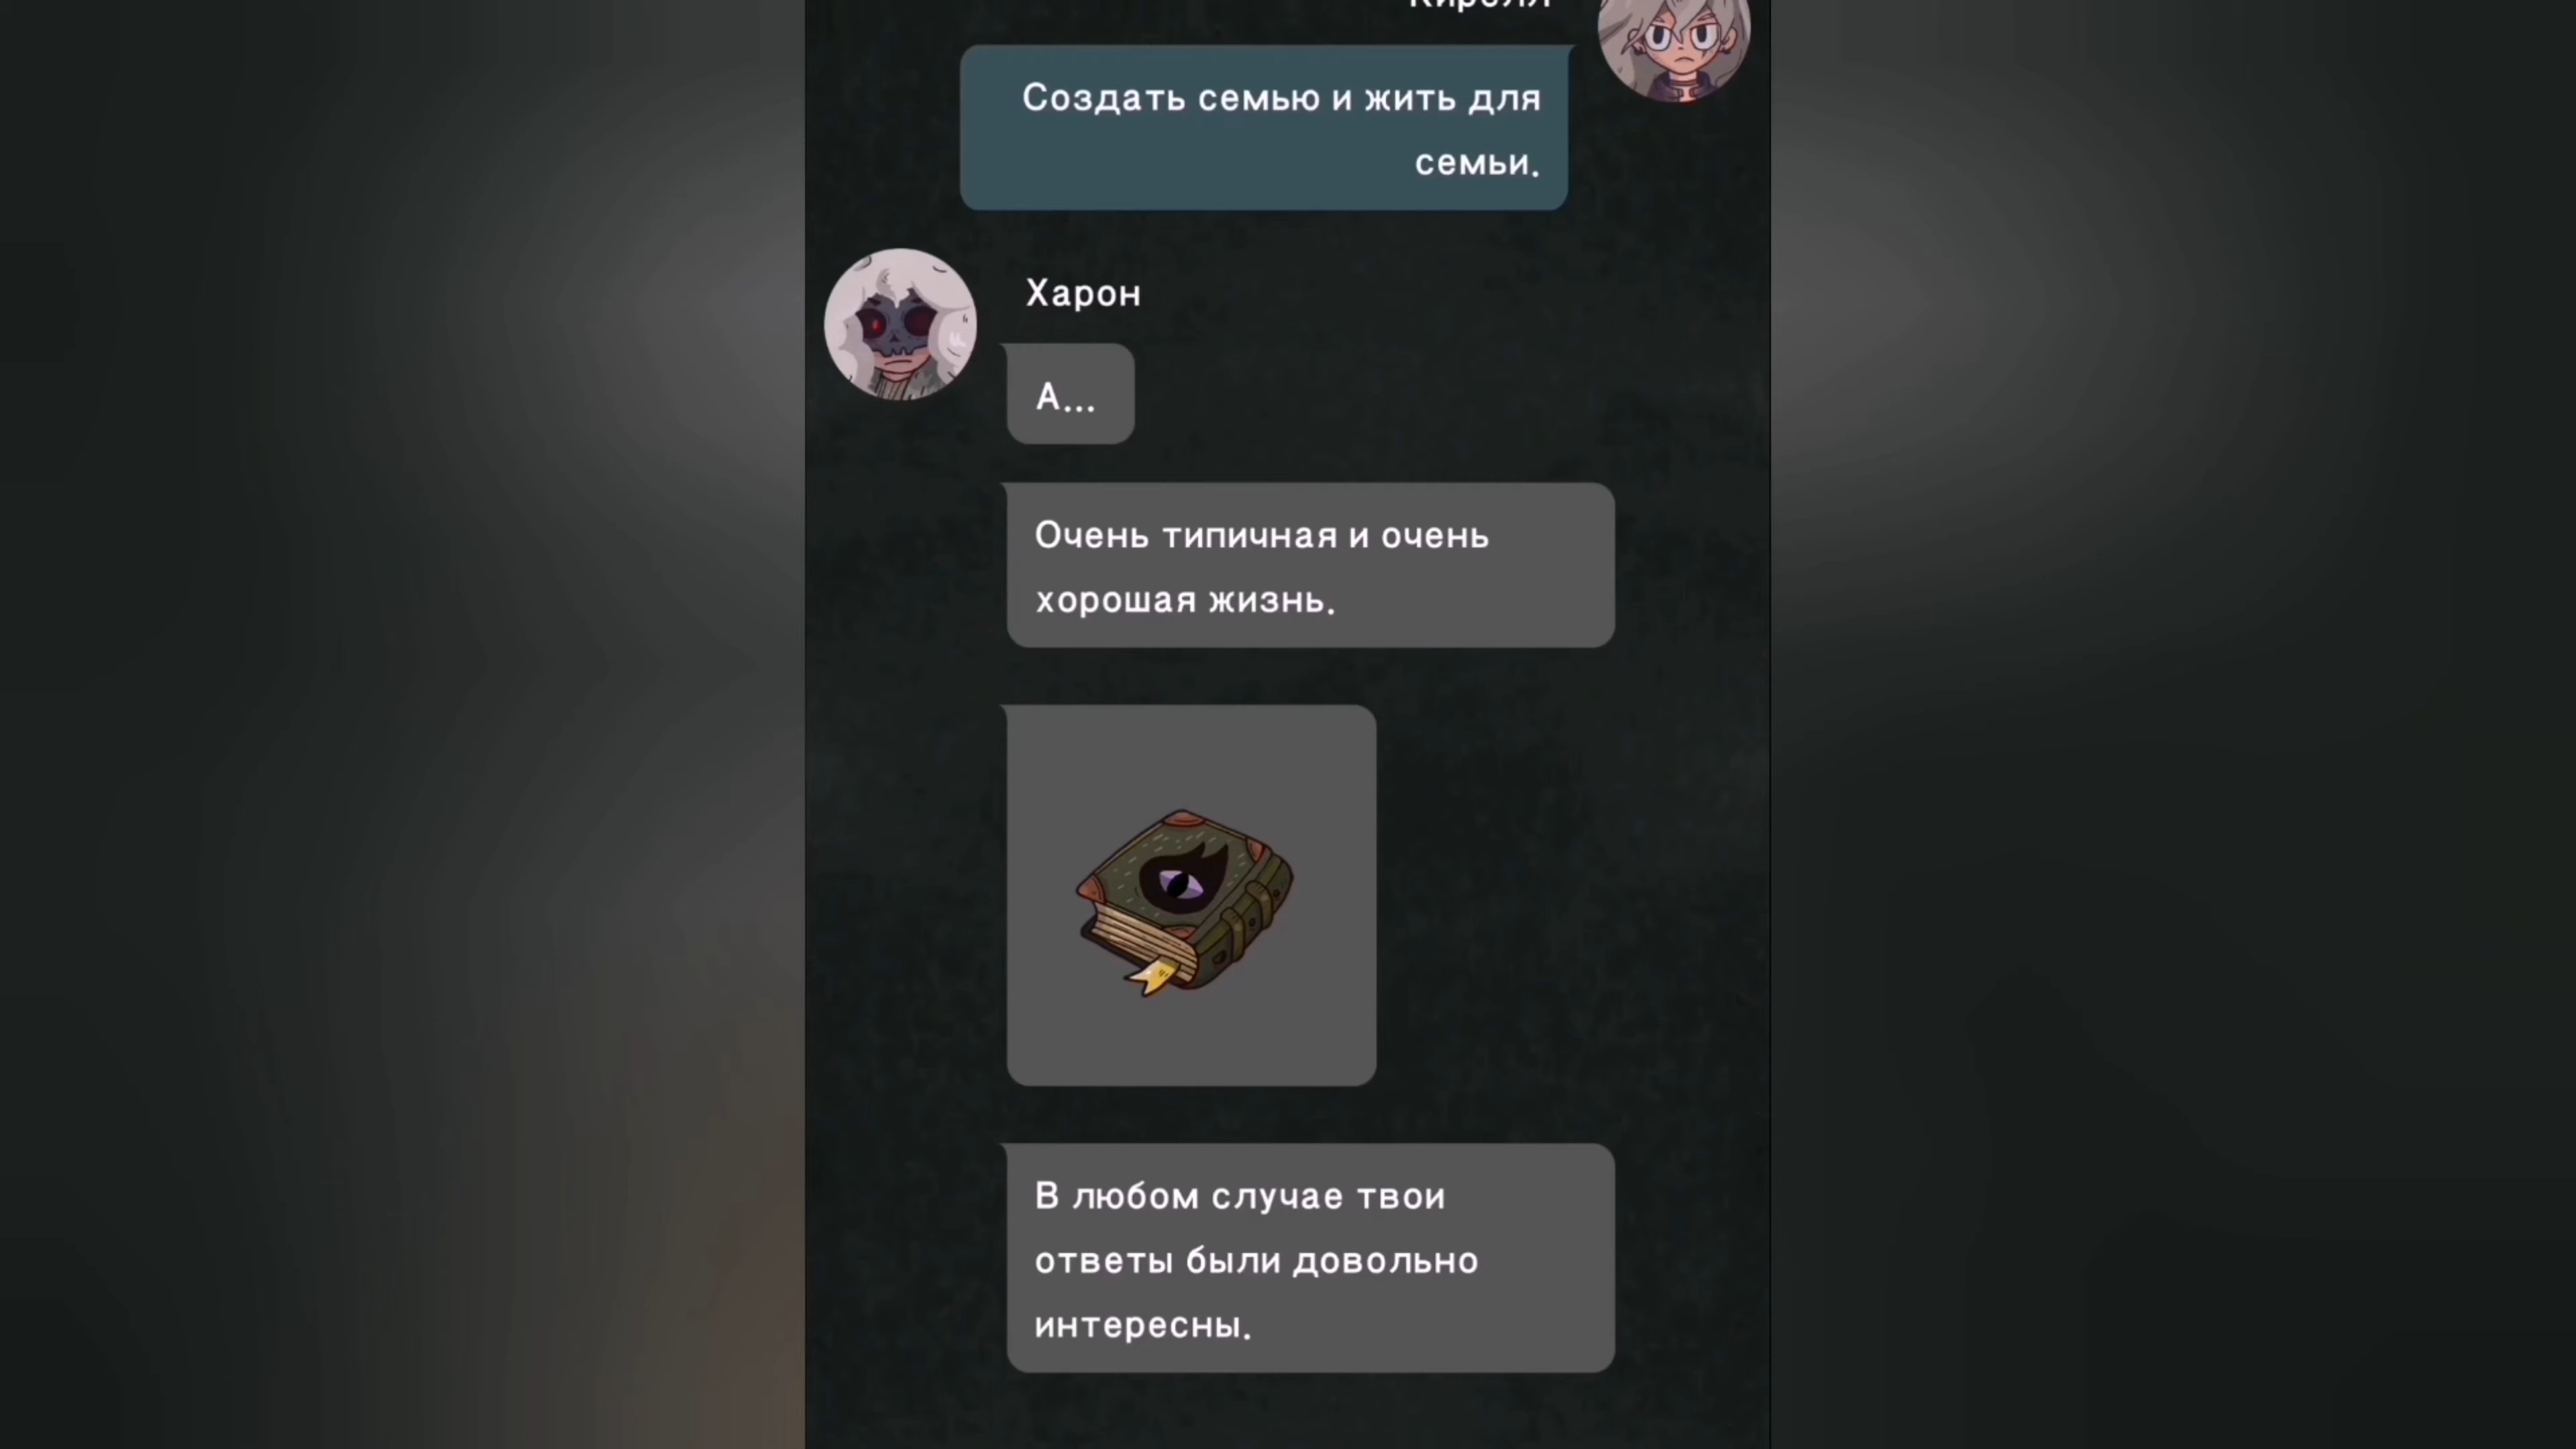 Создать семью и жить для
семьи.
Харон
А...
Очень типичная и очень
хорошая жизнь.
В любом случае твои
ответы были довольно
интересны.